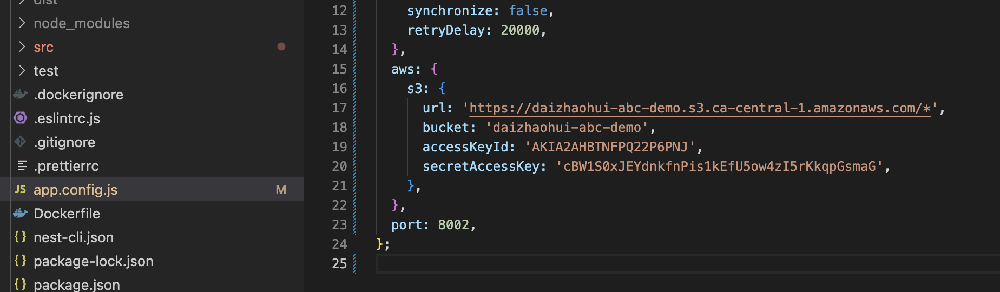 dist
node_modules
src
test
.dockerignore
.eslintrc.js
.gitignore
.prettierrc
JS app.config.js M
Dockerfile
{} nest-cli.json
{} package-lock.json
{} package.json
12 synchronize: false,
13 retryDelay: 20000,
14 },
15 aws: {
16 s3: {
17 url: 'https://daizhaohui-abc-demo.s3.ca-central-1.amazonaws.com/*',
18 bucket: 'daizhaohui-abc-demo',
19 accessKeyId: 'AKIA2AHBTNFPQ22P6PNJ',
20 secretAccessKey: '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',
21 },
22 },
23 port: 8002,
24 };
25